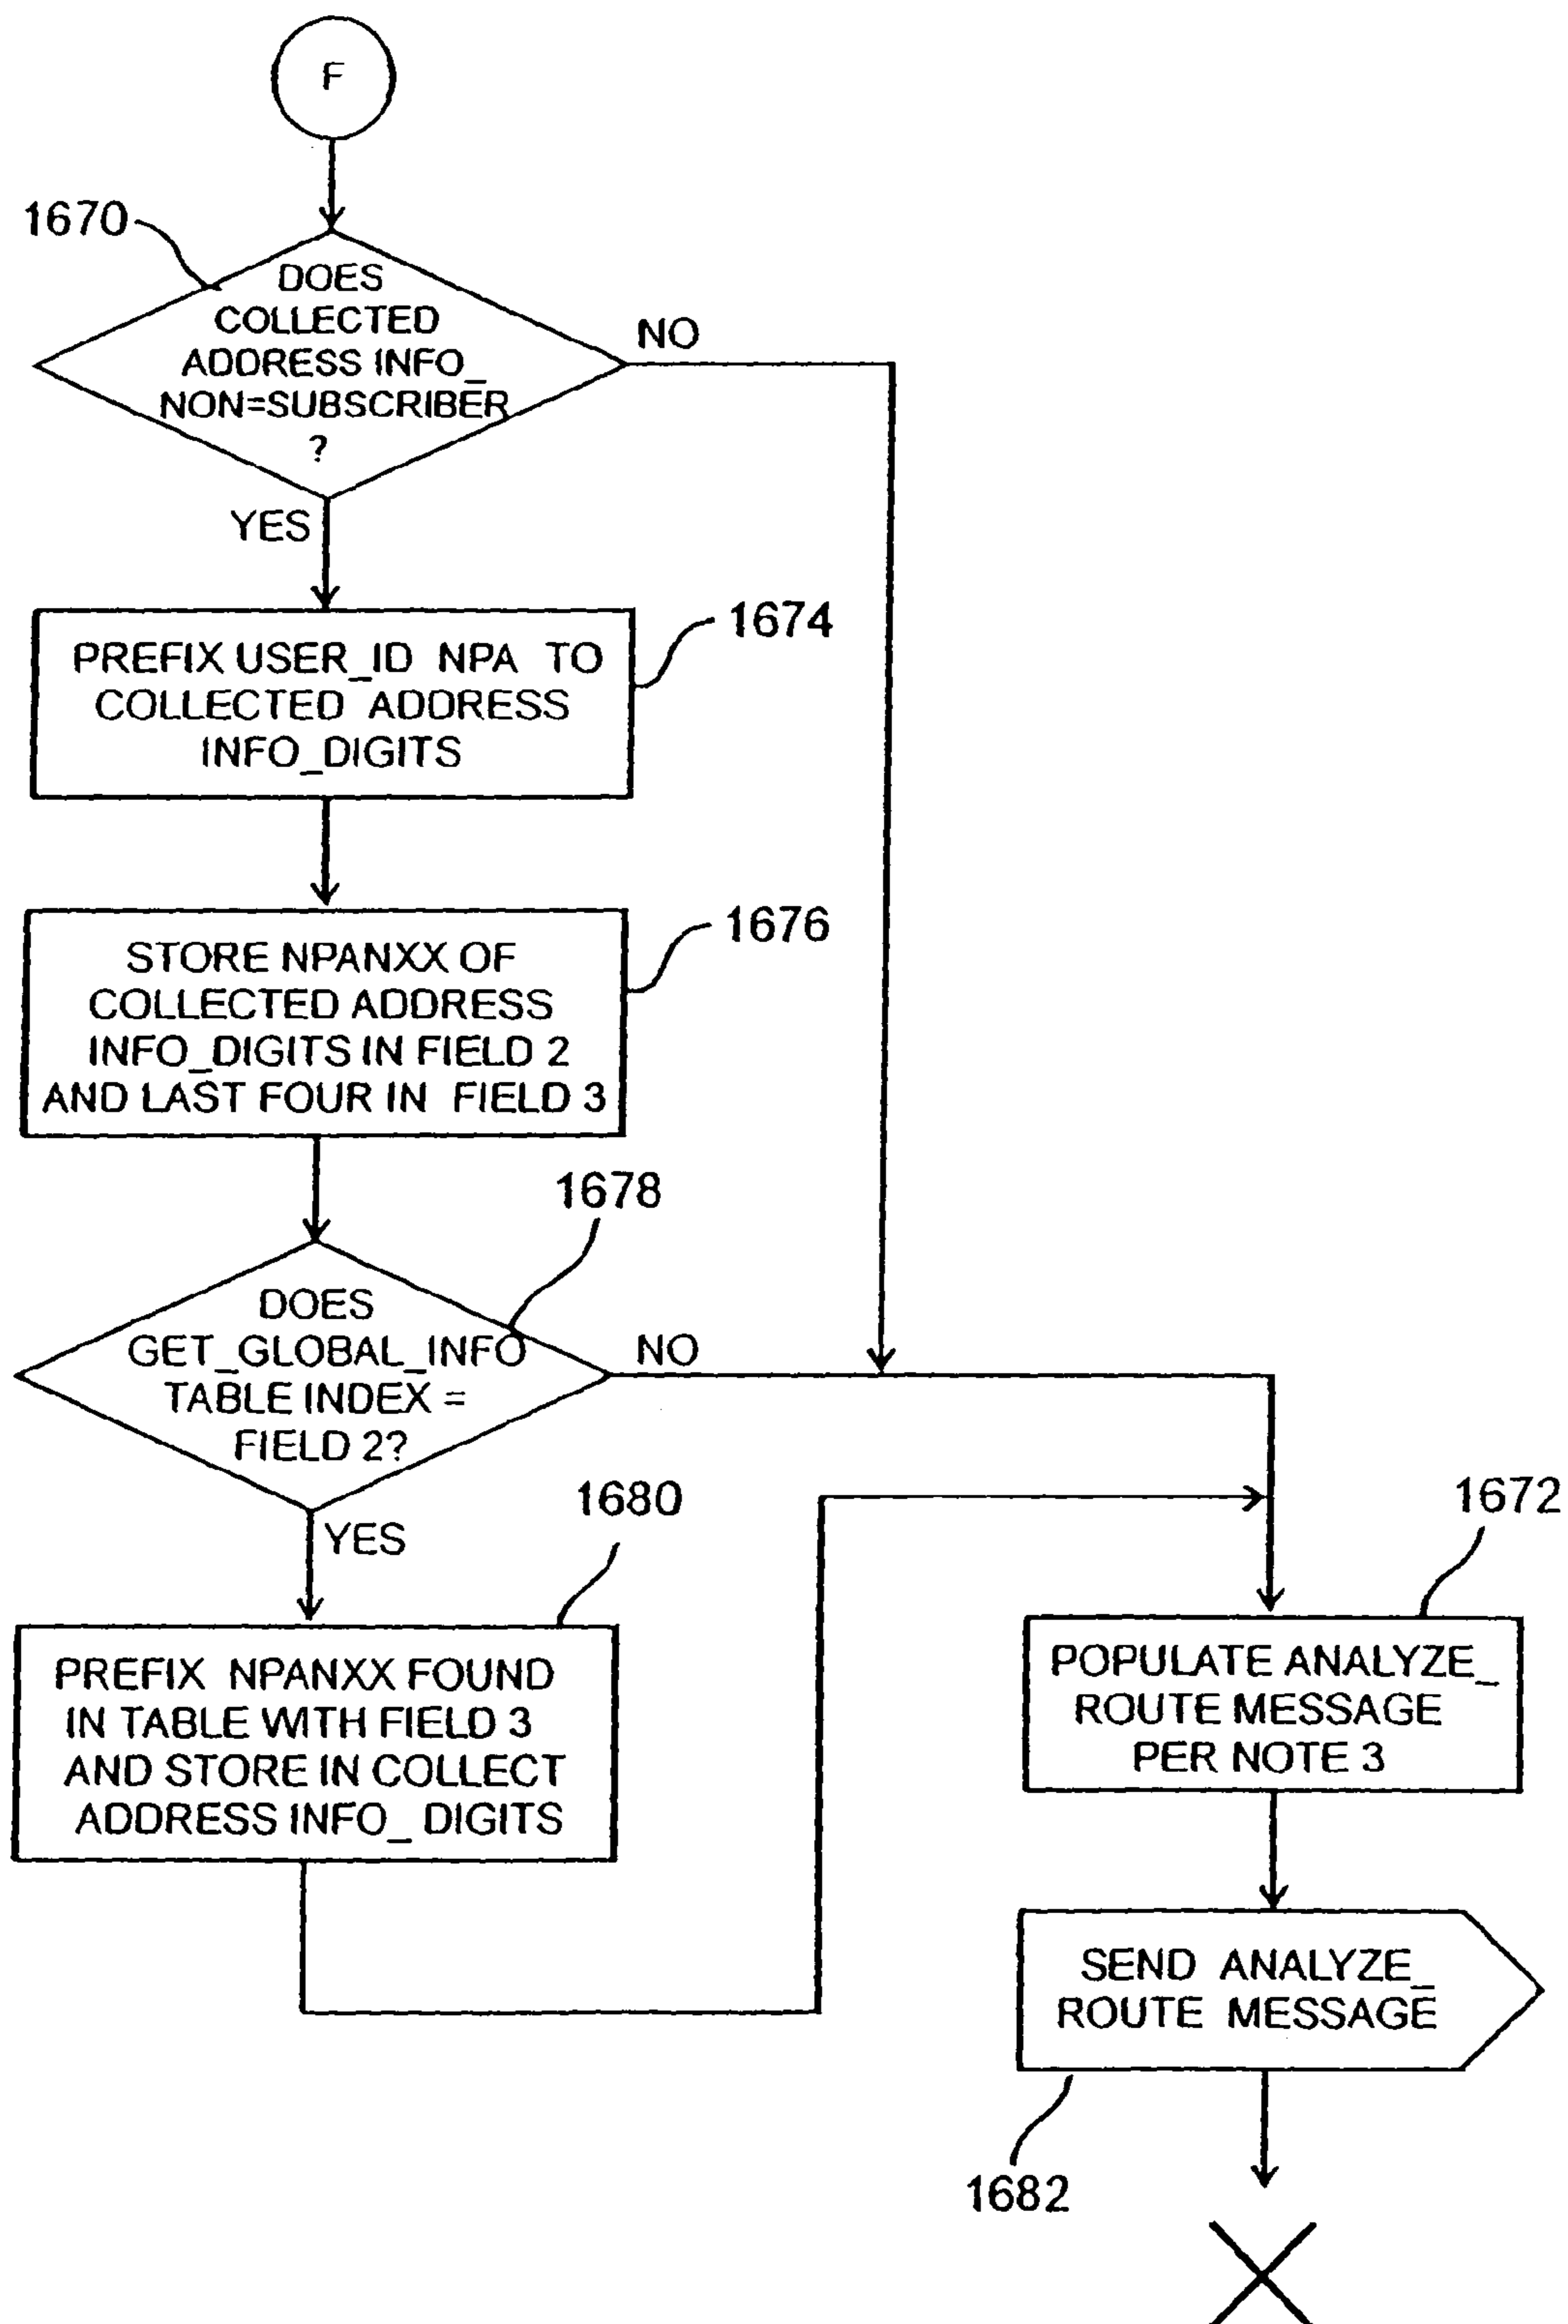 F
1670
DOES
COLLECTED
ADDRESS INFO_
NON=SUBSCRIBER
?
NO
YES
1674
PREFIX USER_ID NPA TO
COLLECTED ADDRESS
INFO_DIGITS
1676
STORE NPANXX OF
COLLECTED ADDRESS
INFO_DIGITS IN FIELD 2
AND LAST FOUR IN FIELD 3
1678
DOES
GET_GLOBAL_INFO
TABLE INDEX =
FIELD 2?
NO
YES
1680
PREFIX NPANXX FOUND
IN TABLE WITH FIELD 3
AND STORE IN COLLECT
ADDRESS INFO_ DIGITS
1672
POPULATE ANALYZE_
ROUTE MESSAGE
PER NOTE 3
SEND ANALYZE_
ROUTE MESSAGE
1682